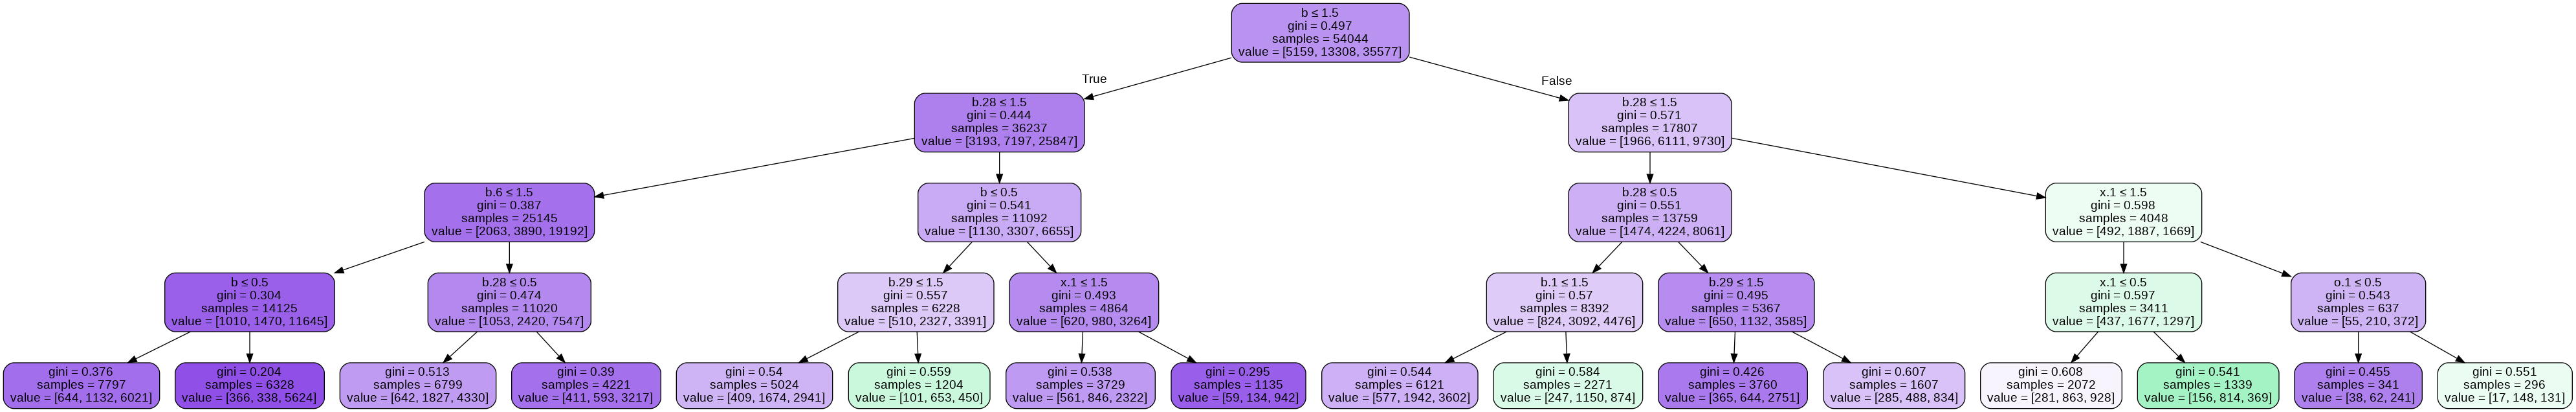 b ≤ 1.5
gini = 0.497
samples = 54044
value = [5159, 13308, 35577]
True
False
b.28 ≤ 1.5
gini = 0.444
samples = 36237
value = [3193, 7197, 25847]
b.28 ≤ 1.5
gini = 0.571
samples = 17807
value = [1966, 6111, 9730]
b.6 ≤ 1.5
gini = 0.387
samples = 25145
value = [2063, 3890, 19192]
b ≤ 0.5
gini = 0.541
samples = 11092
value = [1130, 3307, 6655]
b.28 ≤ 0.5
gini = 0.551
samples = 13759
value = [1474, 4224, 8061]
x.1 ≤ 1.5
gini = 0.598
samples = 4048
value = [492, 1887, 1669]
b ≤ 0.5
gini = 0.304
samples = 14125
value = [1010, 1470, 11645]
b.28 ≤ 0.5
gini = 0.474
samples = 11020
value = [1053, 2420, 7547]
b.29 ≤ 1.5
gini = 0.557
samples = 6228
value = [510, 2327, 3391]
x.1 ≤ 1.5
gini = 0.493
samples = 4864
value = [620, 980, 3264]
b.1 ≤ 1.5
gini = 0.57
samples = 8392
value = [824, 3092, 4476]
b.29 ≤ 1.5
gini = 0.495
samples = 5367
value = [650, 1132, 3585]
x.1 ≤ 0.5
gini = 0.597
samples = 3411
value = [437, 1677, 1297]
o.1 ≤ 0.5
gini = 0.543
samples = 637
value = [55, 210, 372]
gini = 0.376
samples = 7797
value = [644, 1132, 6021]
gini = 0.204
samples = 6328
value = [366, 338, 5624]
gini = 0.513
samples = 6799
value = [642, 1827, 4330]
gini = 0.39
samples = 4221
value = [411, 593, 3217]
gini = 0.54
samples = 5024
value = [409, 1674, 2941]
gini = 0.559
samples = 1204
value = [101, 653, 450]
gini = 0.538
samples = 3729
value = [561, 846, 2322]
gini = 0.295
samples = 1135
value = [59, 134, 942]
gini = 0.544
samples = 6121
value = [577, 1942, 3602]
gini = 0.584
samples = 2271
value = [247, 1150, 874]
gini = 0.426
samples = 3760
value = [365, 644, 2751]
gini = 0.607
samples = 1607
value = [285, 488, 834]
gini = 0.608
samples = 2072
value = [281, 863, 928]
gini = 0.541
samples = 1339
value = [156, 814, 369]
gini = 0.455
samples = 341
value = [38, 62, 241]
gini = 0.551
samples = 296
value = [17, 148, 131]